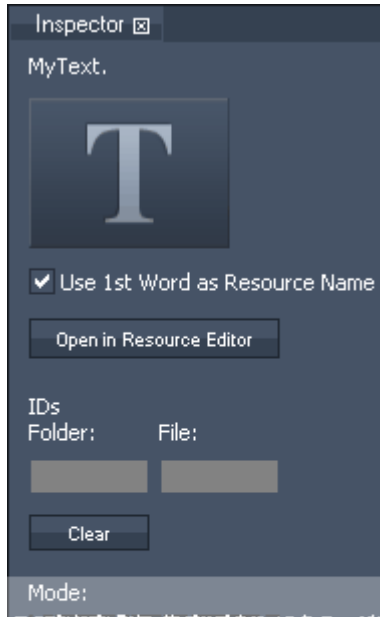 Inspector
MyText.
T
Use 1st Word as Resource Name
Open in Resource Editor
IDs
Folder: File:
Clear
Mode: